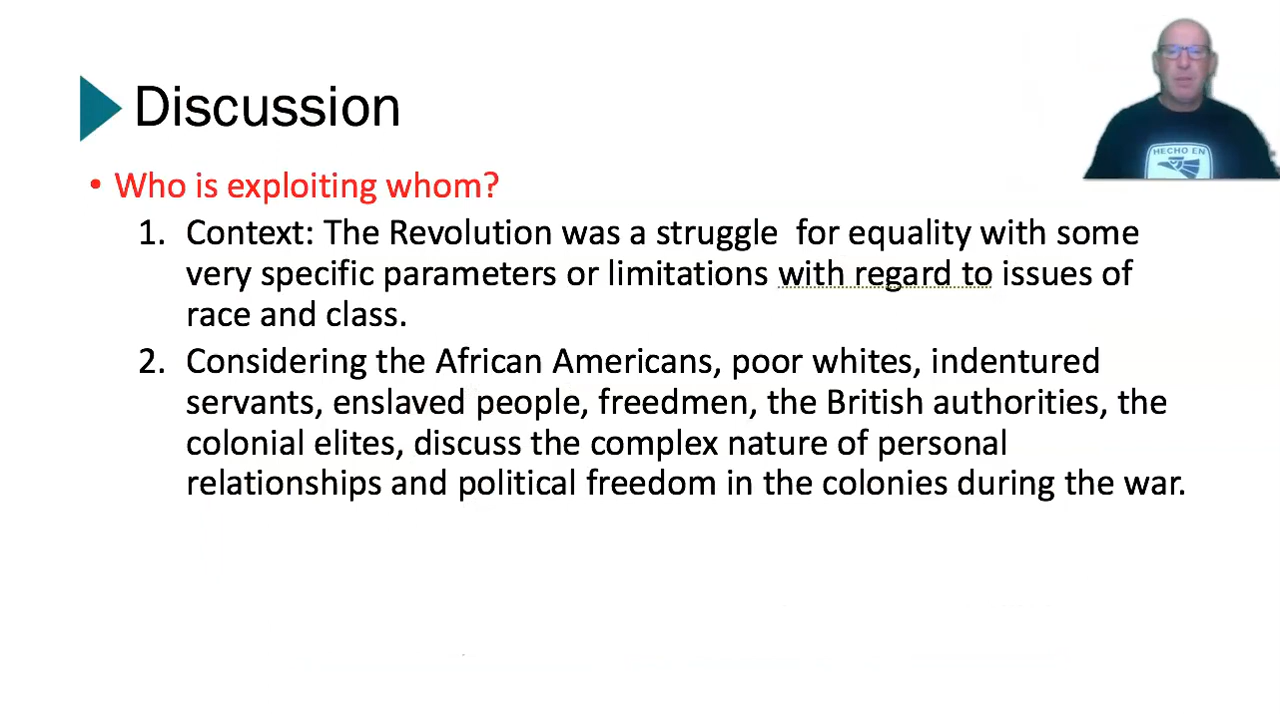 Discussion
• Who is exploiting whom?
1. Context: The Revolution was a struggle  for equality with some
very specific parameters or limitations with regard to issues of
race and class.
2. Considering the African Americans, poor whites, indentured
servants, enslaved people, freedmen, the British authorities, the
colonial elites, discuss the complex nature of personal
relationships and political freedom in the colonies during the war.
HECHO EN